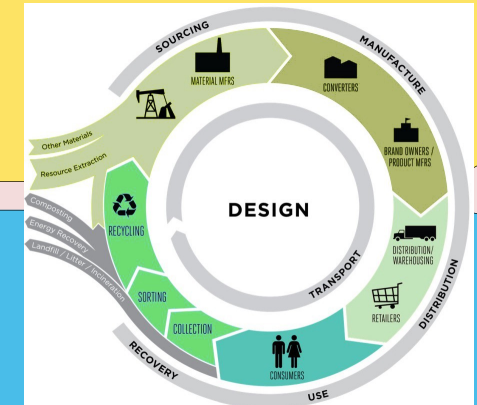 SOURCING
MANUFACTURE
MATERIAL MFRS
CONVERTERS
Other Materials
Resource Extraction
BRAND OWNERS /
PRODUCT MFRS
Composting
Energy Recovery
Landfill / Litter / Incineration
RECYCLING
DESIGN
DISTRIBUTION/
WAREHOUSING
TRANSPORT
DISTRIBUTION
SORTING
RETAILERS
COLLECTION
CONSUMERS
RECOVERY
USE